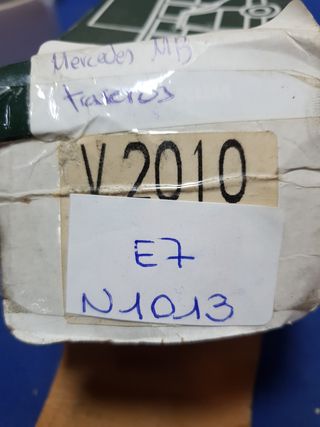 Mercedes MB
traseros
V.2010
E7
N1013